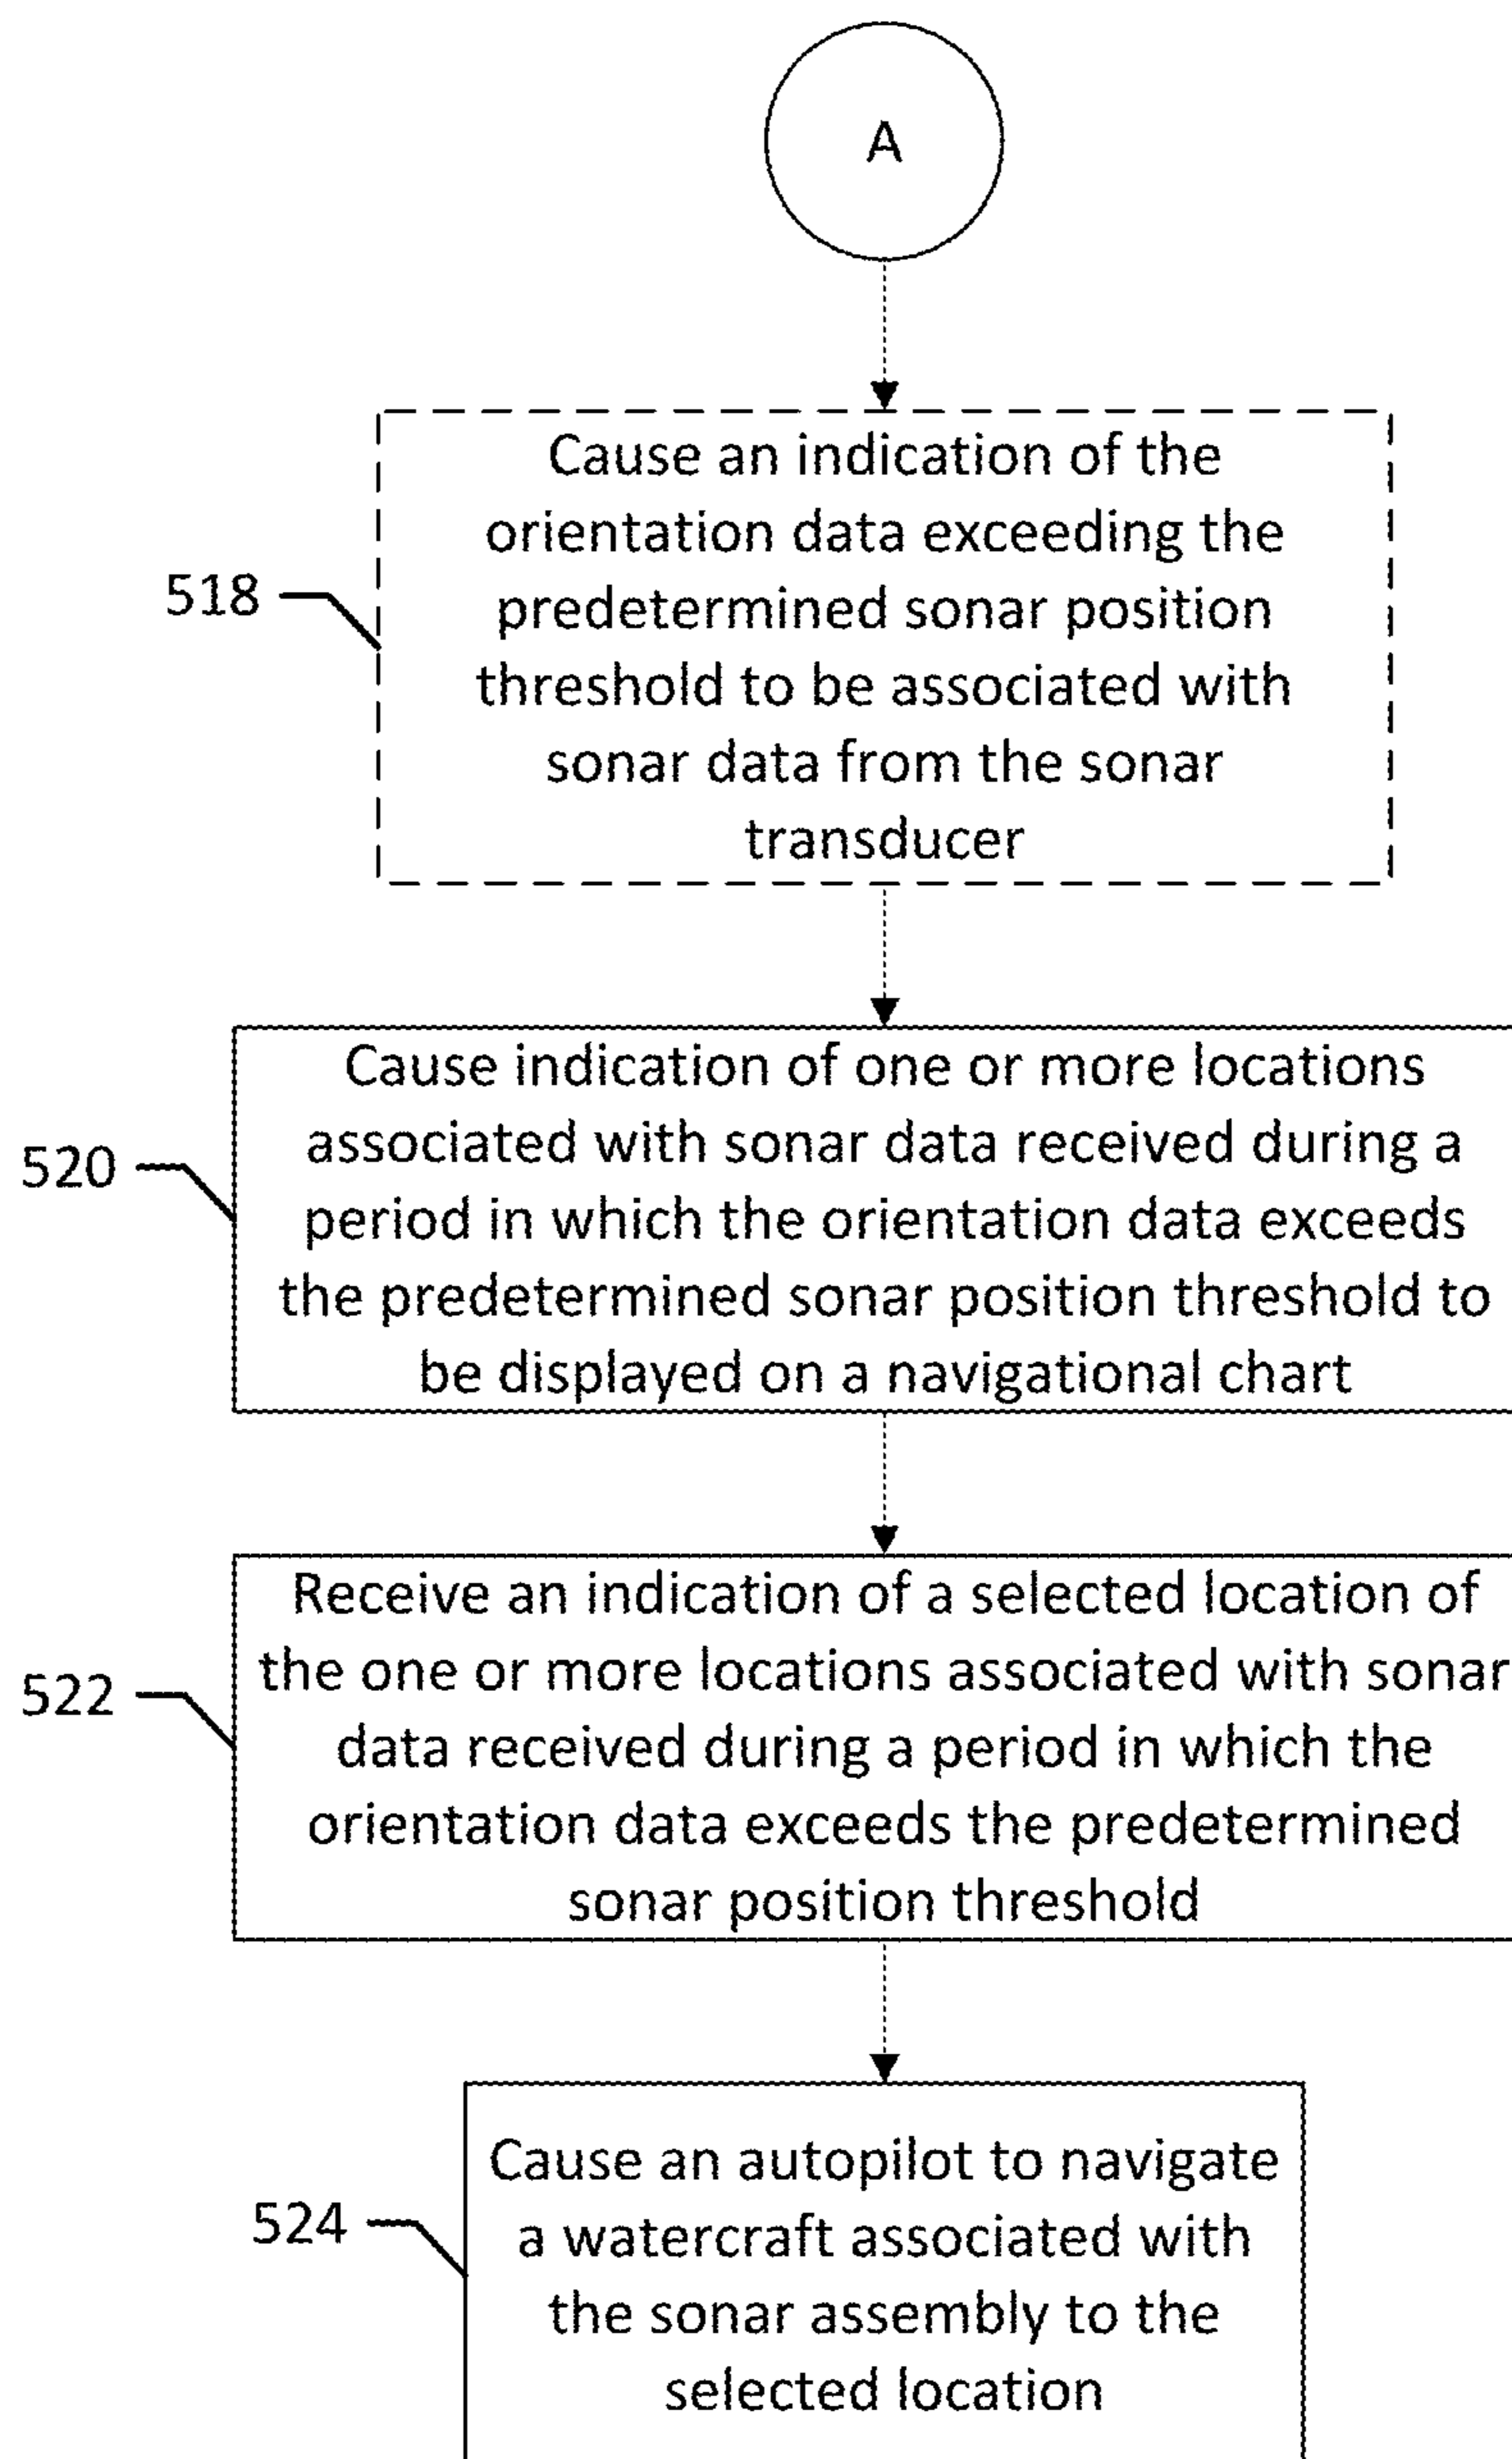 A
Cause an indication of the
orientation data exceeding the
predetermined sonar position
threshold to be associated with
sonar data from the sonar
transducer
518
Cause indication of one or more locations
associated with sonar data received during a
period in which the orientation data exceeds
the predetermined sonar position threshold to
be displayed on a navigational chart
520
Receive an indication of a selected location of
the one or more locations associated with sonar
data received during a period in which the
orientation data exceeds the predetermined
sonar position threshold
522
Cause an autopilot to navigate
a watercraft associated with
the sonar assembly to the
selected location
524